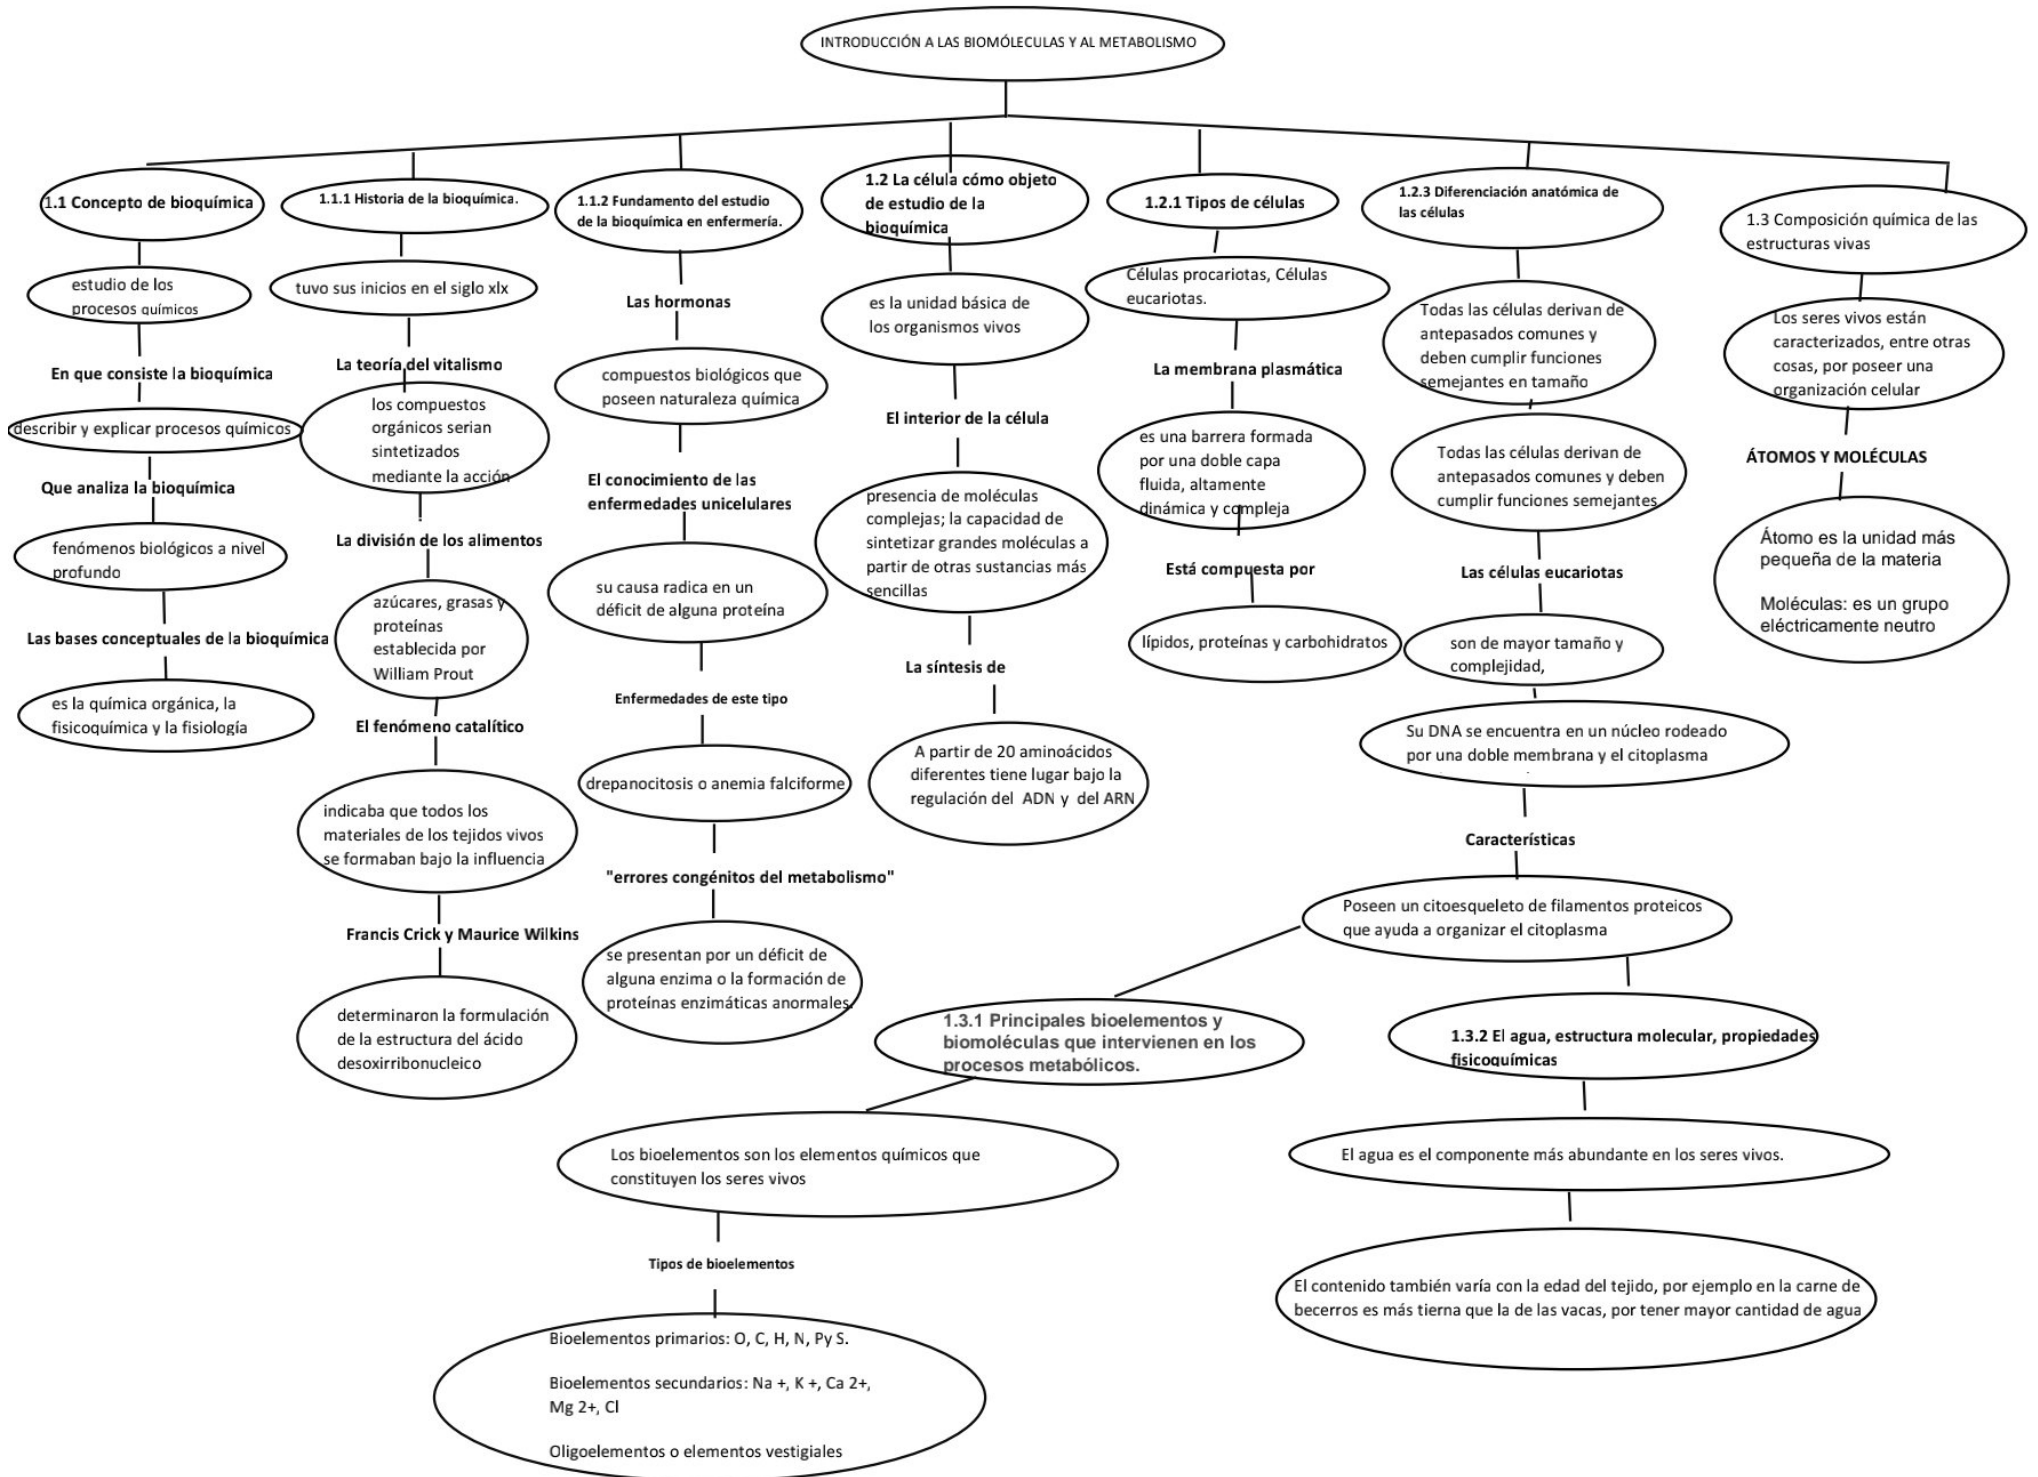 INTRODUCCIÓN A LAS BIOMÓLECULAS Y AL METABOLISMO
1.1 Concepto de bioquímica
estudio de los
procesos químicos
En que consiste la bioquímica
describir y explicar procesos químicos
Que analiza la bioquímica
fenómenos biológicos a nivel
profundo
Las bases conceptuales de la bioquímica
es la química orgánica, la
fisicoquímica y la fisiología
1.1.1 Historia de la bioquímica.
tuvo sus inicios en el siglo xlx
La teoría del vitalismo
los compuestos
orgánicos serian
sintetizados
mediante la acción
La división de los alimentos
azúcares, grasas y
proteínas
establecida por
William Prout
El fenómeno catalítico
indicaba que todos los
materiales de los tejidos vivos
se formaban bajo la influencia
Francis Crick y Maurice Wilkins
determinaron la formulación
de la estructura del ácido
desoxirribonucleico
1.1.2 Fundamento del estudio
de la bioquímica en enfermería.
Las hormonas
compuestos biológicos que
poseen naturaleza química
El conocimiento de las
enfermedades unicelulares
su causa radica en un
déficit de alguna proteína
Enfermedades de este tipo
drepanocitosis o anemia falciforme
"errores congénitos del metabolismo"
se presentan por un déficit de
alguna enzima o la formación de
proteínas enzimáticas anormales.
1.2 La célula cómo objeto
de estudio de la
bioquímica
es la unidad básica de
los organismos vivos
El interior de la célula
presencia de moléculas
complejas; la capacidad de
sintetizar grandes moléculas a
partir de otras sustancias más
sencillas
La síntesis de
A partir de 20 aminoácidos
diferentes tiene lugar bajo la
regulación del ADN y del ARN
1.2.1 Tipos de células
Células procariotas, Células
eucariotas.
La membrana plasmática
es una barrera formada
por una doble capa
fluida, altamente
dinámica y compleja
Está compuesta por
lípidos, proteínas y carbohidratos
1.2.3 Diferenciación anatómica de
las células
Todas las células derivan de
antepasados comunes y
deben cumplir funciones
semejantes en tamaño
Todas las células derivan de
antepasados comunes y deben
cumplir funciones semejantes
Las células eucariotas
son de mayor tamaño y
complejidad,
Su DNA se encuentra en un núcleo rodeado
por una doble membrana y el citoplasma
Características
Poseen un citoesqueleto de filamentos proteicos
que ayuda a organizar el citoplasma
1.3 Composición química de las
estructuras vivas
Los seres vivos están
caracterizados, entre otras
cosas, por poseer una
organización celular
ÁTOMOS Y MOLÉCULAS
Átomo es la unidad más
pequeña de la materia
Moléculas: es un grupo
eléctricamente neutro
1.3.1 Principales bioelementos y
biomoléculas que intervienen en los
procesos metabólicos.
Los bioelementos son los elementos químicos que
constituyen los seres vivos
Tipos de bioelementos
Bioelementos primarios: O, C, H, N, Py S.
Bioelementos secundarios: Na +, K +, Ca 2+,
Mg 2+, Cl
Oligoelementos o elementos vestigiales
1.3.2 El agua, estructura molecular, propiedades
fisicoquímicas
El agua es el componente más abundante en los seres vivos.
El contenido también varía con la edad del tejido, por ejemplo en la carne de
becerros es más tierna que la de las vacas, por tener mayor cantidad de agua